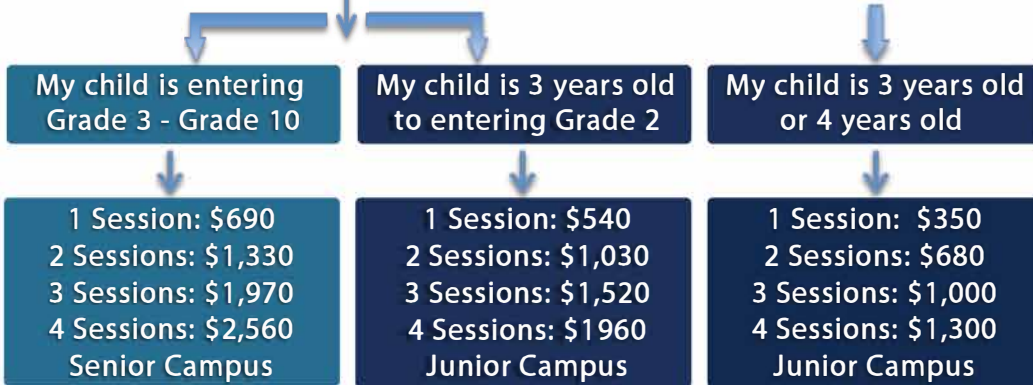 My child is entering
Grade 3 - Grade 10
My child is 3 years old
to entering Grade 2
My child is 3 years old
or 4 years old
1 Session: $690
2 Sessions: $1,330
3 Sessions: $1,970
4 Sessions: $2,560
Senior Campus
1 Session: $540
2 Sessions: $1,030
3 Sessions: $1,520
4 Sessions: $1960
Junior Campus
1 Session: $350
2 Sessions: $680
3 Sessions: $1,000
4 Sessions: $1,300
Junior Campus